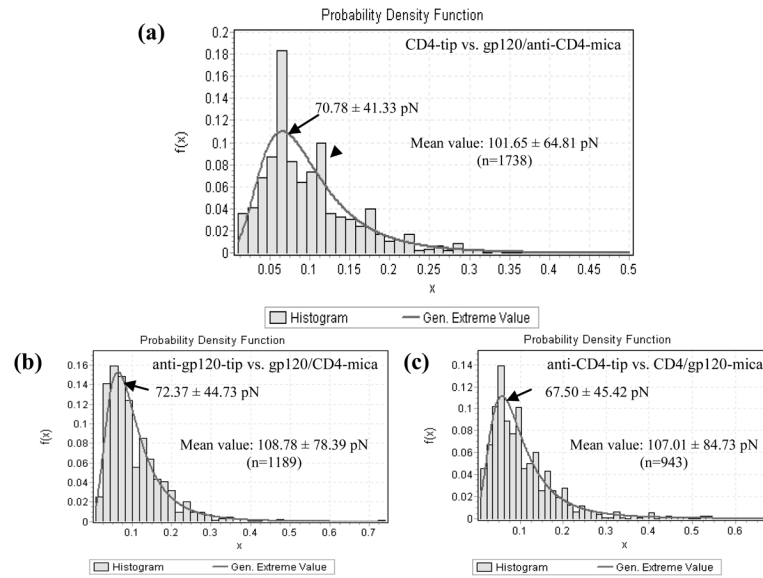 Probability Density Function
(a)
CD4-tip vs. gp120/anti-CD4-mica
70.78 ± 41.33 pN
Mean value: 101.65 ± 64.81 pN
(n=1738)
f(x)
0.2
0.18
0.16
0.14
0.12
0.1
0.08
0.06
0.04
0.02
0
0.05 0.1 0.15 0.2 0.25 0.3 0.35 0.4 0.45 0.5
x
Histogram Gen. Extreme Value
Probability Density Function
(b)
anti-gp120-tip vs. gp120/CD4-mica
72.37 ± 44.73 pN
Mean value: 108.78 ± 78.39 pN
(n=1189)
f(x)
0.16
0.14
0.12
0.1
0.08
0.06
0.04
0.02
0
0.1 0.2 0.3 0.4 0.5 0.6 0.7
x
Histogram Gen. Extreme Value
Probability Density Function
(c)
anti-CD4-tip vs. CD4/gp120-mica
67.50 ± 45.42 pN
Mean value: 107.01 ± 84.73 pN
(n=943)
f(x)
0.14
0.12
0.1
0.08
0.06
0.04
0.02
0
0.1 0.2 0.3 0.4 0.5 0.6
x
Histogram Gen. Extreme Value